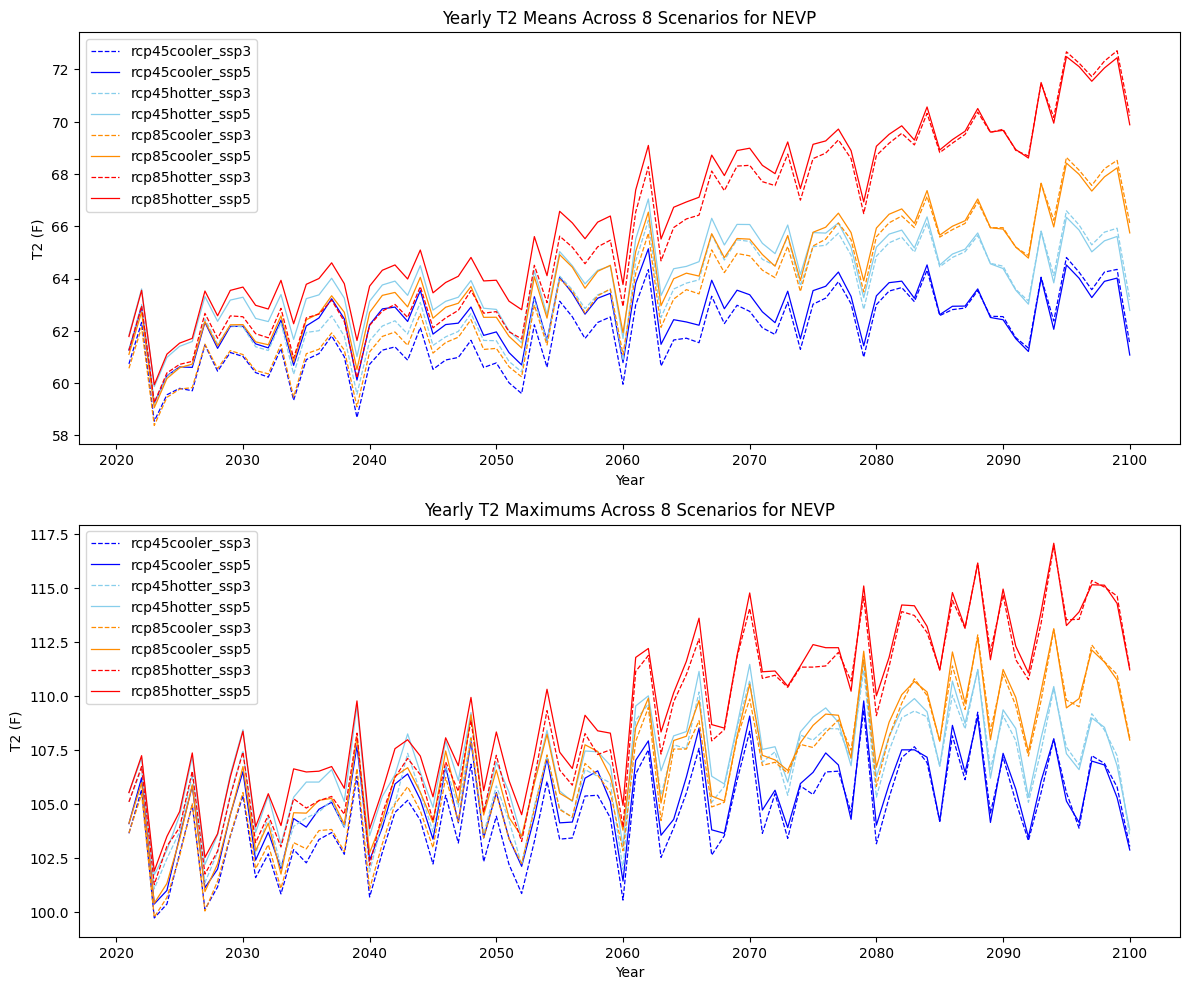 Yearly T2 Means Across 8 Scenarios for NEVP
rcp45cooler_ssp3
rcp45cooler_ssp5
rcp45hotter_ssp3
rcp45hotter_ssp5
rcp85cooler_ssp3
rcp85cooler_ssp5
rcp85hotter_ssp3
rcp85hotter_ssp5
72
70
68
66
64
62
60
58
T2 (F)
2020 2030 2040 2050 2060 2070 2080 2090 2100
Year
Yearly T2 Maximums Across 8 Scenarios for NEVP
rcp45cooler_ssp3
rcp45cooler_ssp5
rcp45hotter_ssp3
rcp45hotter_ssp5
rcp85cooler_ssp3
rcp85cooler_ssp5
rcp85hotter_ssp3
rcp85hotter_ssp5
117.5
115.0
112.5
110.0
107.5
105.0
102.5
100.0
T2 (F)
2020 2030 2040 2050 2060 2070 2080 2090 2100
Year